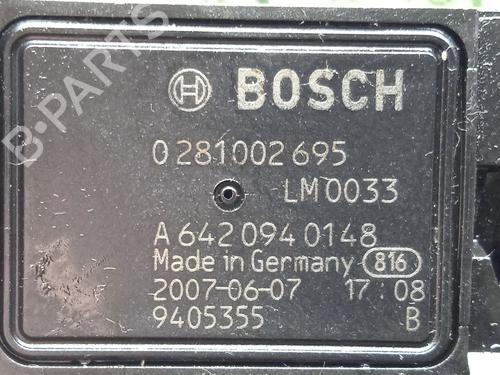 BOSCH
0 281 002 695
LM0033
A 642 094 0148
Made in Germany 816
2007-06-07 17:08
9405355 B
B-PARTS